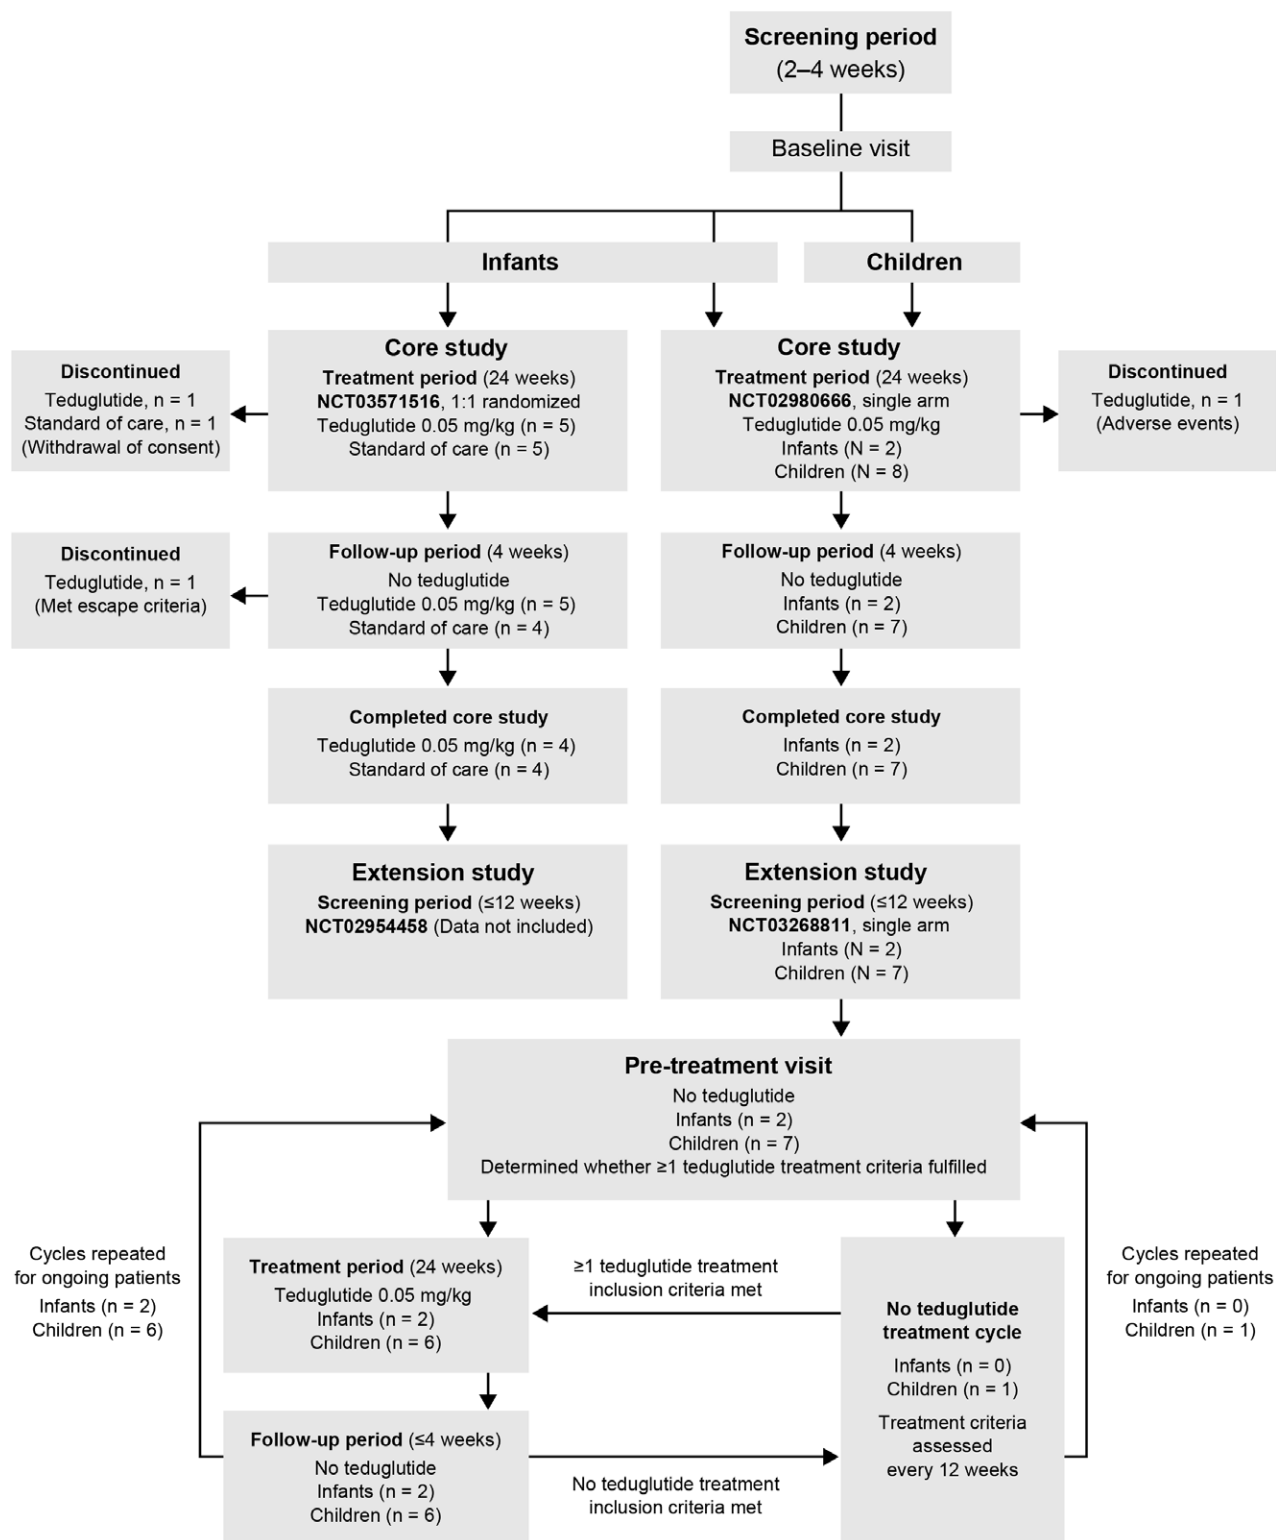 Screening period
(2–4 weeks)
Baseline visit
Infants
Children
Core study
Treatment period (24 weeks)
NCT03571516, 1:1 randomized
Teduglutide 0.05 mg/kg (n = 5)
Standard of care (n = 5)
Core study
Treatment period (24 weeks)
NCT02980666, single arm
Teduglutide 0.05 mg/kg
Infants (N = 2)
Children (N = 8)
Discontinued
Teduglutide, n = 1
Standard of care, n = 1
(Withdrawal of consent)
Discontinued
Teduglutide, n = 1
(Adverse events)
Discontinued
Teduglutide, n = 1
(Met escape criteria)
Follow-up period (4 weeks)
No teduglutide
Teduglutide 0.05 mg/kg (n = 5)
Standard of care (n = 4)
Follow-up period (4 weeks)
No teduglutide
Infants (n = 2)
Children (n = 7)
Completed core study
Teduglutide 0.05 mg/kg (n = 4)
Standard of care (n = 4)
Completed core study
Infants (n = 2)
Children (n = 7)
Extension study
Screening period (≤12 weeks)
NCT02954458 (Data not included)
Extension study
Screening period (≤12 weeks)
NCT03268811, single arm
Infants (N = 2)
Children (N = 7)
Pre-treatment visit
No teduglutide
Infants (n = 2)
Children (n = 7)
Determined whether ≥1 teduglutide treatment criteria fulfilled
Cycles repeated
for ongoing patients
Infants (n = 2)
Children (n = 6)
Treatment period (24 weeks)
Teduglutide 0.05 mg/kg
Infants (n = 2)
Children (n = 6)
≥1 teduglutide treatment
inclusion criteria met
No teduglutide
treatment cycle
Infants (n = 0)
Children (n = 1)
Treatment criteria
assessed
every 12 weeks
Cycles repeated
for ongoing patients
Infants (n = 0)
Children (n = 1)
Follow-up period (≤4 weeks)
No teduglutide
Infants (n = 2)
Children (n = 6)
No teduglutide treatment
inclusion criteria met